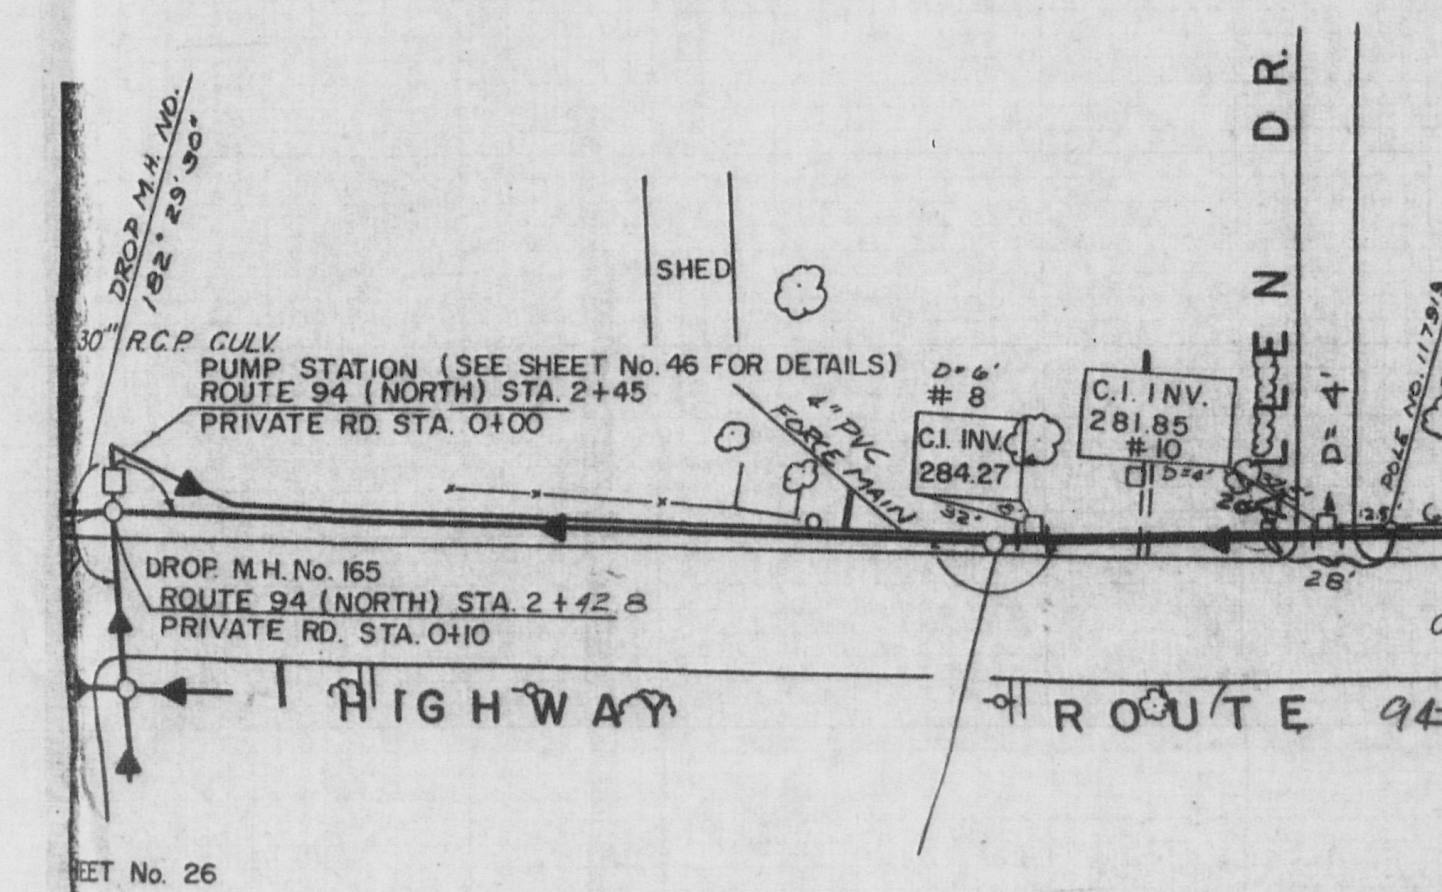 DROP M.H. NO.
182° 29' 30"
30" R.C.P. CULV.
PUMP STATION (SEE SHEET No. 46 FOR DETAILS)
ROUTE 94 (NORTH) STA. 2+45
PRIVATE RD. STA. 0+00
SHED
4" PVC
FORCE MAIN
D=6'
# 8
C.I. INV.
284.27
52'
C.I. INV.
281.85
# 10
D=4'
EN DR.
D=4'
POLE NO. 117919
28'
DROP M.H. No. 165
ROUTE 94 (NORTH) STA. 2+42.8
PRIVATE RD. STA. 0+10
HIGHWAY ROUTE 94
EET No. 26